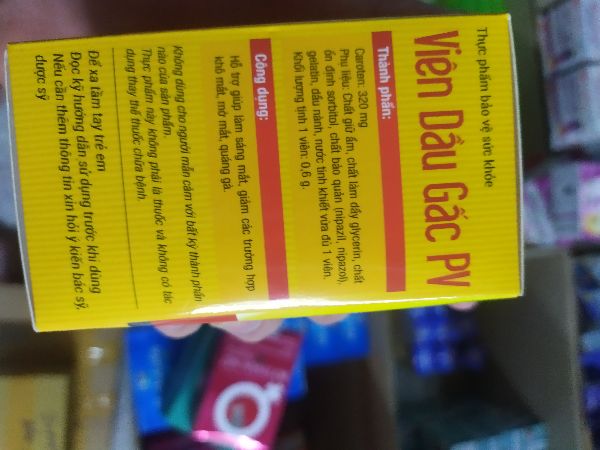 Thực phẩm bảo vệ sức khỏe
Viên Dầu Gấc PV
Thành phần:
Caroten: 320 mg
Phụ liệu: Chất giữ ẩm, chất làm dầy glycerin, chất
ổn định sorbitol, chất bảo quản (nipazil, nipazol),
gelatin, dầu nành, nước tinh khiết vừa đủ 1 viên.
Khối lượng tịnh 1 viên: 0,6 g.
Công dụng:
Hỗ trợ giúp làm sáng mắt, giảm các trường hợp
khô mắt, mờ mắt, quáng gà.
Không dùng cho người mẫn cảm với bất kỳ thành phần
nào của sản phẩm.
Thực phẩm này không phải là thuốc và không có tác
dụng thay thế thuốc chữa bệnh.
Để xa tầm tay trẻ em
Đọc kỹ hướng dẫn sử dụng trước khi dùng
Nếu cần thêm thông tin xin hỏi ý kiến bác sỹ,
dược sỹ